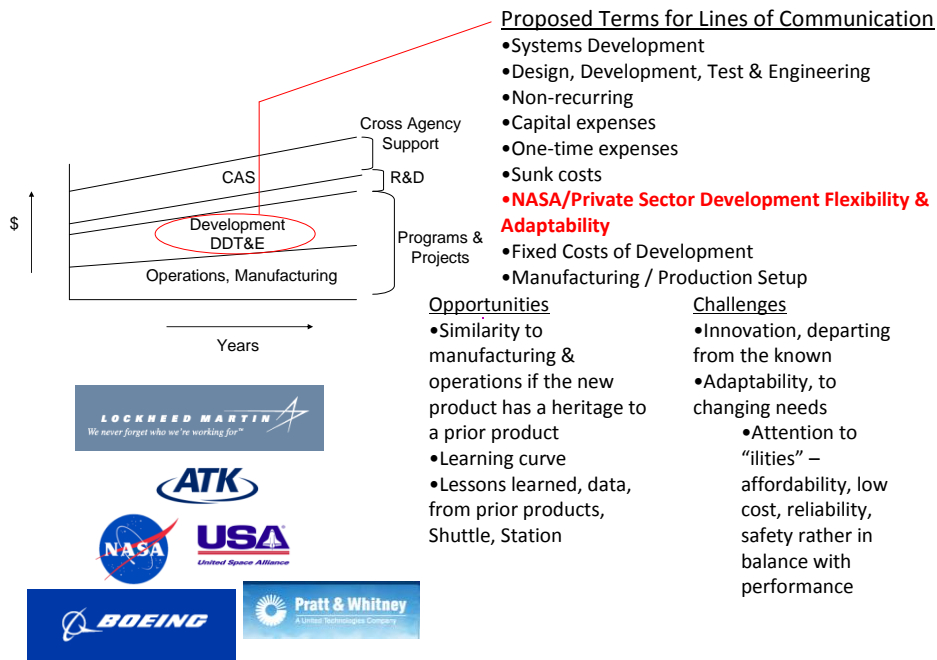 Proposed Terms for Lines of Communication
•Systems Development
•Design, Development, Test & Engineering
•Non-recurring
•Capital expenses
•One-time expenses
•Sunk costs
•NASA/Private Sector Development Flexibility &
Adaptability
•Fixed Costs of Development
•Manufacturing / Production Setup
Cross Agency
Support
CAS
R&D
$
Development
DDT&E
Programs &
Projects
Operations, Manufacturing
Years
Opportunities
•Similarity to
manufacturing &
operations if the new
product has a heritage to
a prior product
•Learning curve
•Lessons learned, data,
from prior products,
Shuttle, Station
Challenges
•Innovation, departing
from the known
•Adaptability, to
changing needs
•Attention to
“ilities” –
affordability, low
cost, reliability,
safety rather in
balance with
performance
LOCKHEED MARTIN
We never forget who we're working for™
ATK
NASA
USA
United Space Alliance
BOEING
Pratt & Whitney
A United Technologies Company